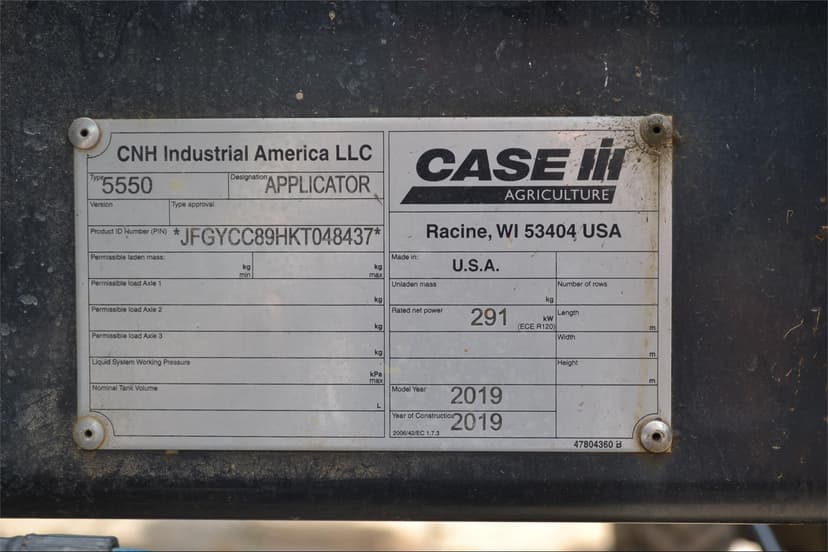 CNH Industrial America LLC
Type 5550
Designation APPLICATOR
Version
Type approval
Product ID Number (PIN) *JFGYCC89HKT048437*
Permissible laden mass:
kg min
kg max
Permissible load Axle 1
kg
Permissible load Axle 2
kg
Permissible load Axle 3
kg
Liquid System Working Pressure
kPa max
Nominal Tank Volume
L
CASE IH
AGRICULTURE
Racine, WI 53404 USA
Made in:
U.S.A.
Unladen mass
kg
Number of rows
Rated net power 291 kW
(ECE R120)
Length
m
Width
m
Height
m
Model Year 2019
Year of Construction 2019
2006/42/EC 1.7.3
47804360 B